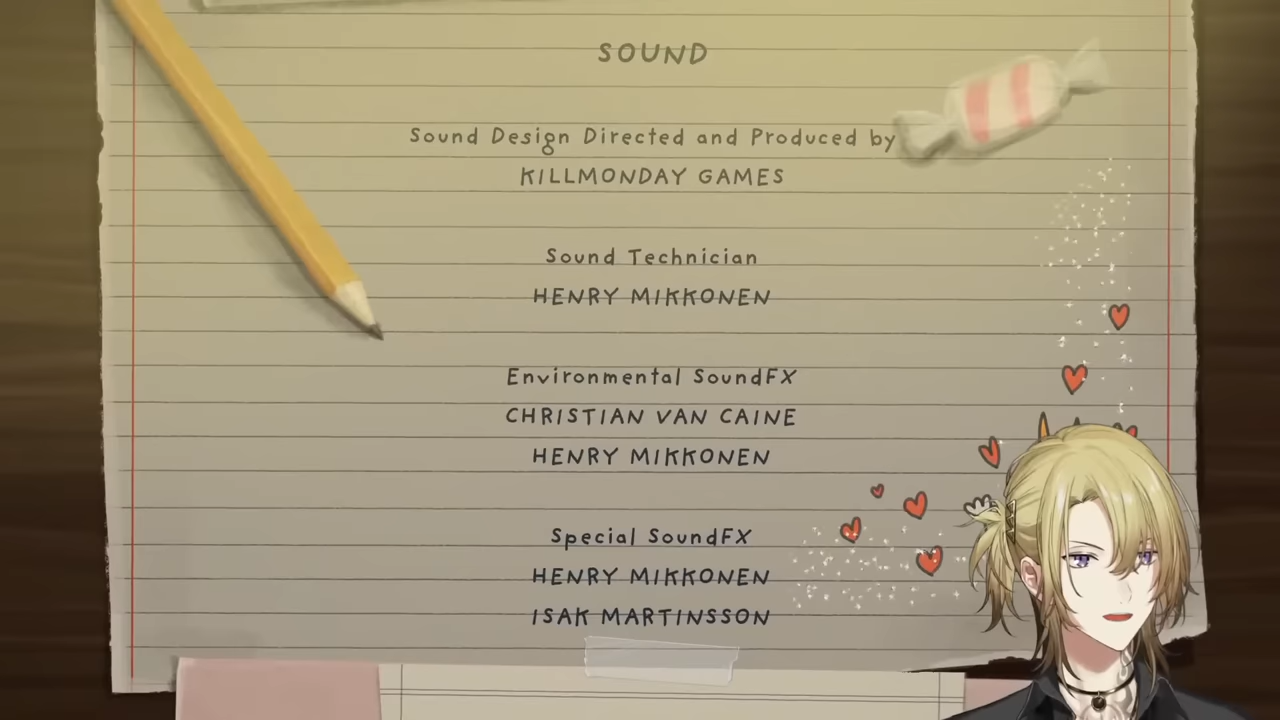 SOUND
Sound Design Directed and Produced by
KILLMONDAY GAMES
Sound Technician
HENRY MIKKONEN
Environmental SoundFX
CHRISTIAN VAN CAINE
HENRY MIKKONEN
Special SoundFX
HENRY MIKKONEN
ISAK MARTINSSON